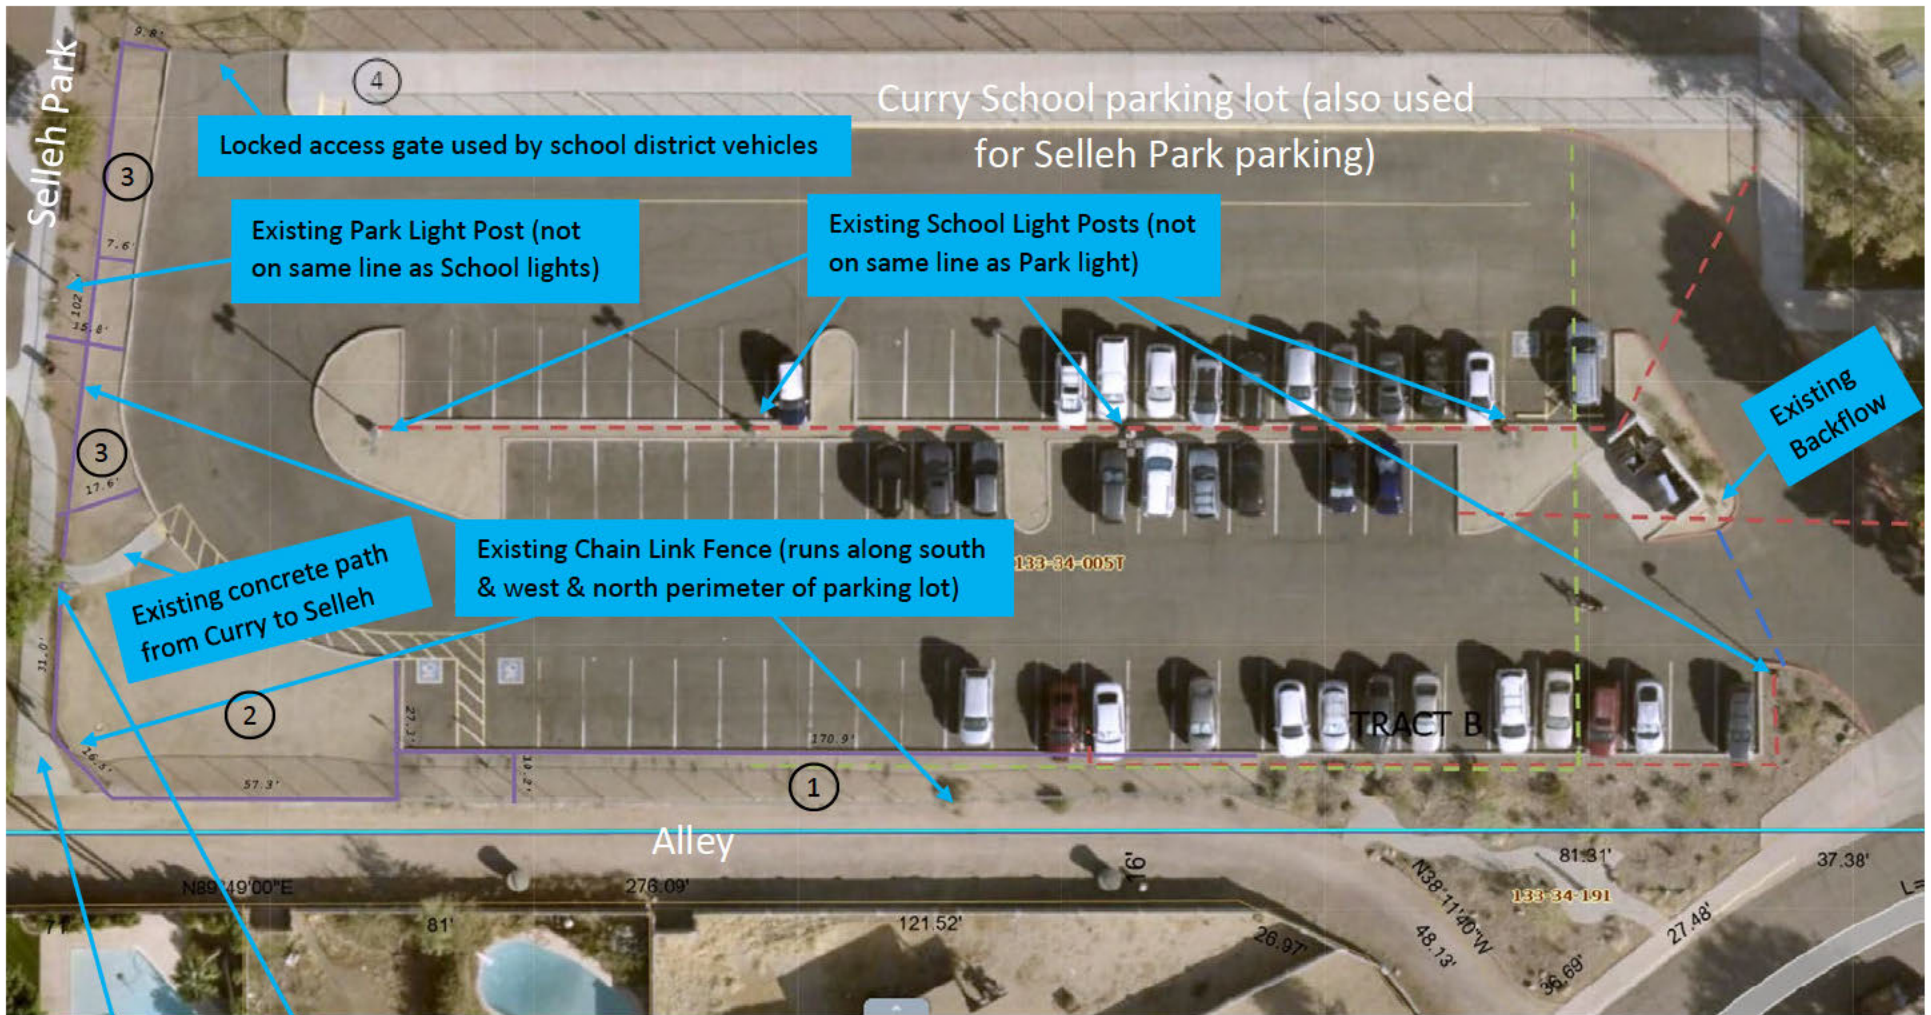 9.8'
Selleh Park
4
Curry School parking lot (also used
for Selleh Park parking)
Locked access gate used by school district vehicles
3
Existing Park Light Post (not
on same line as School lights)
Existing School Light Posts (not
on same line as Park light)
7.6'
102'
15.8'
Existing
Backflow
3
17.6'
Existing Chain Link Fence (runs along south
& west & north perimeter of parking lot)
133-34-005T
Existing concrete path
from Curry to Selleh
31.0'
2
27.3'
170.9'
TRACT B
16.5'
57.3'
1
Alley
N89°49'00"E
276.09'
16'
81.31'
37.38'
L=
133-34-191
N38°11'40"W
71'
81'
121.52'
26.97'
48.13'
27.48'
36.69'